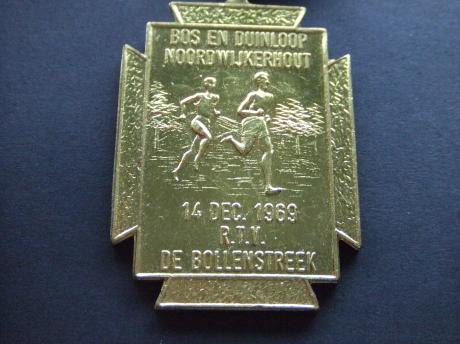 BOS EN DUINLOOP
NOORDWIJKERHOUT
14 DEC. 1969
R.T.V.
DE BOLLENSTREEK